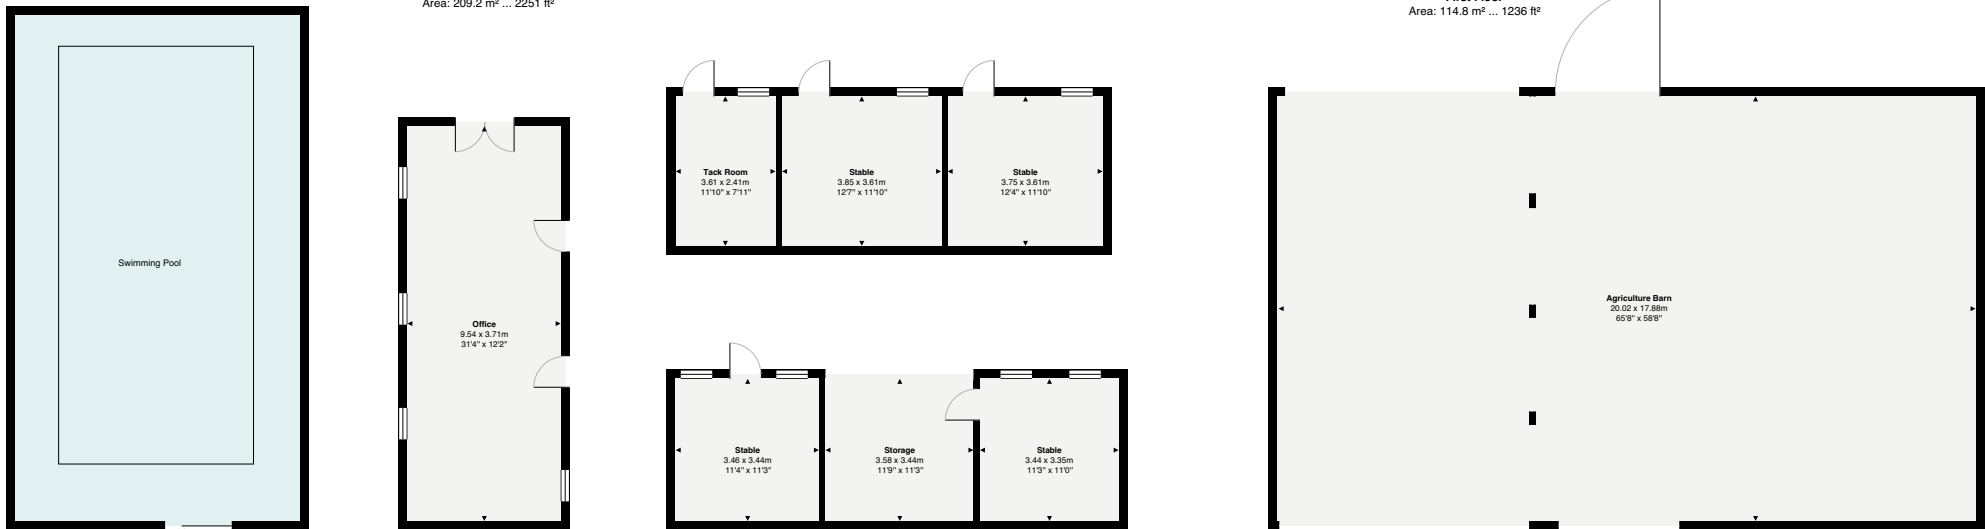 Area: 209.2 m² ... 2251 ft²
Area: 114.8 m² ... 1236 ft²
Tack Room
3.61 x 2.41m
11'10" x 7'11"
Stable
3.85 x 3.61m
12'7" x 11'10"
Stable
3.75 x 3.61m
12'4" x 11'10"
Swimming Pool
Office
9.54 x 3.71m
31'4" x 12'2"
Agriculture Barn
20.02 x 17.88m
65'8" x 58'8"
Stable
3.46 x 3.44m
11'4" x 11'3"
Storage
3.58 x 3.44m
11'9" x 11'3"
Stable
3.44 x 3.35m
11'3" x 11'0"